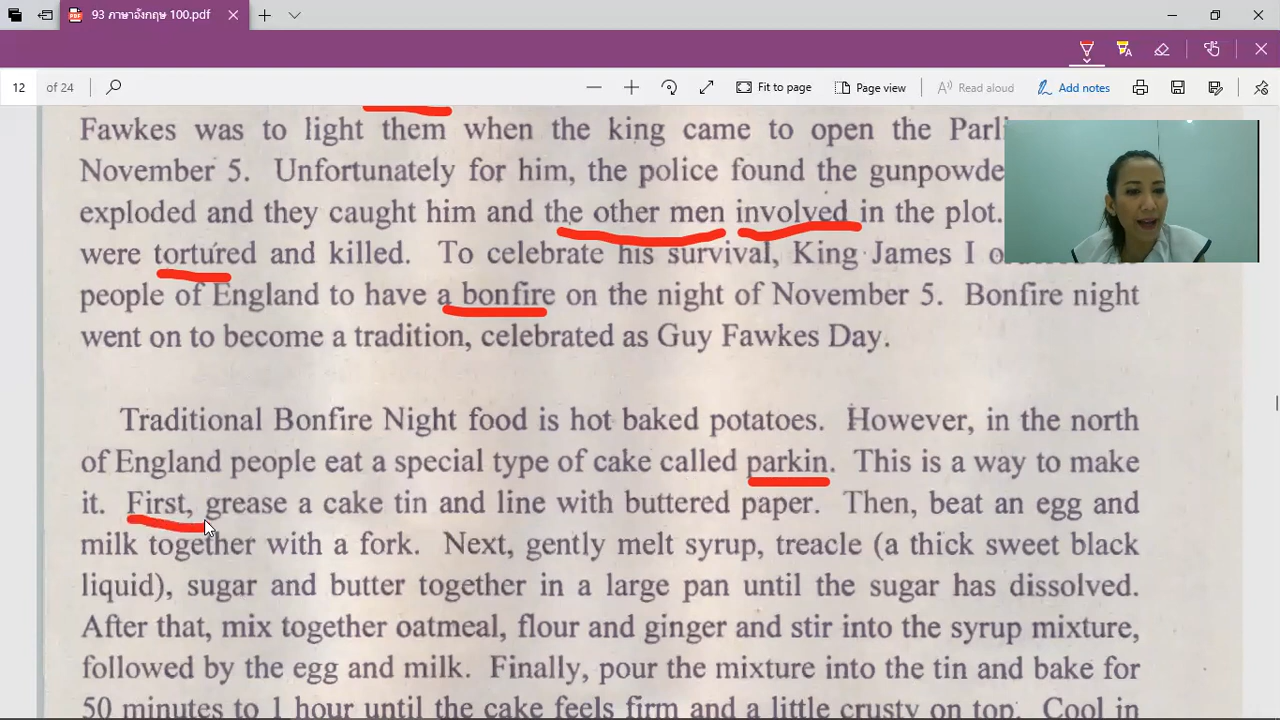 93 ภาษาอังกฤษ 100.pdf
12 of 24
Fit to page
Page view
Read aloud
Add notes
Fawkes was to light them when the king came to open the
November 5. Unfortunately for him, the police found the
exploded and they caught him and the other men involved in the plot.
were tortured and killed. To celebrate his survival, King James I
people of England to have a bonfire on the night of November 5. Bonfire night
went on to become a tradition, celebrated as Guy Fawkes Day.
Traditional Bonfire Night food is hot baked potatoes. However, in the north
of England people eat a special type of cake called parkin. This is a way to make
it. First, grease a cake tin and line with buttered paper. Then, beat an egg and
milk together with a fork. Next, gently melt syrup, treacle (a thick sweet black
liquid), sugar and butter together in a large pan until the sugar has dissolved.
After that, mix together oatmeal, flour and ginger and stir into the syrup mixture,
followed by the egg and milk. Finally, pour the mixture into the tin and bake for
50 minutes to 1 hour until the cake feels firm and a little crusty on top. Cool in